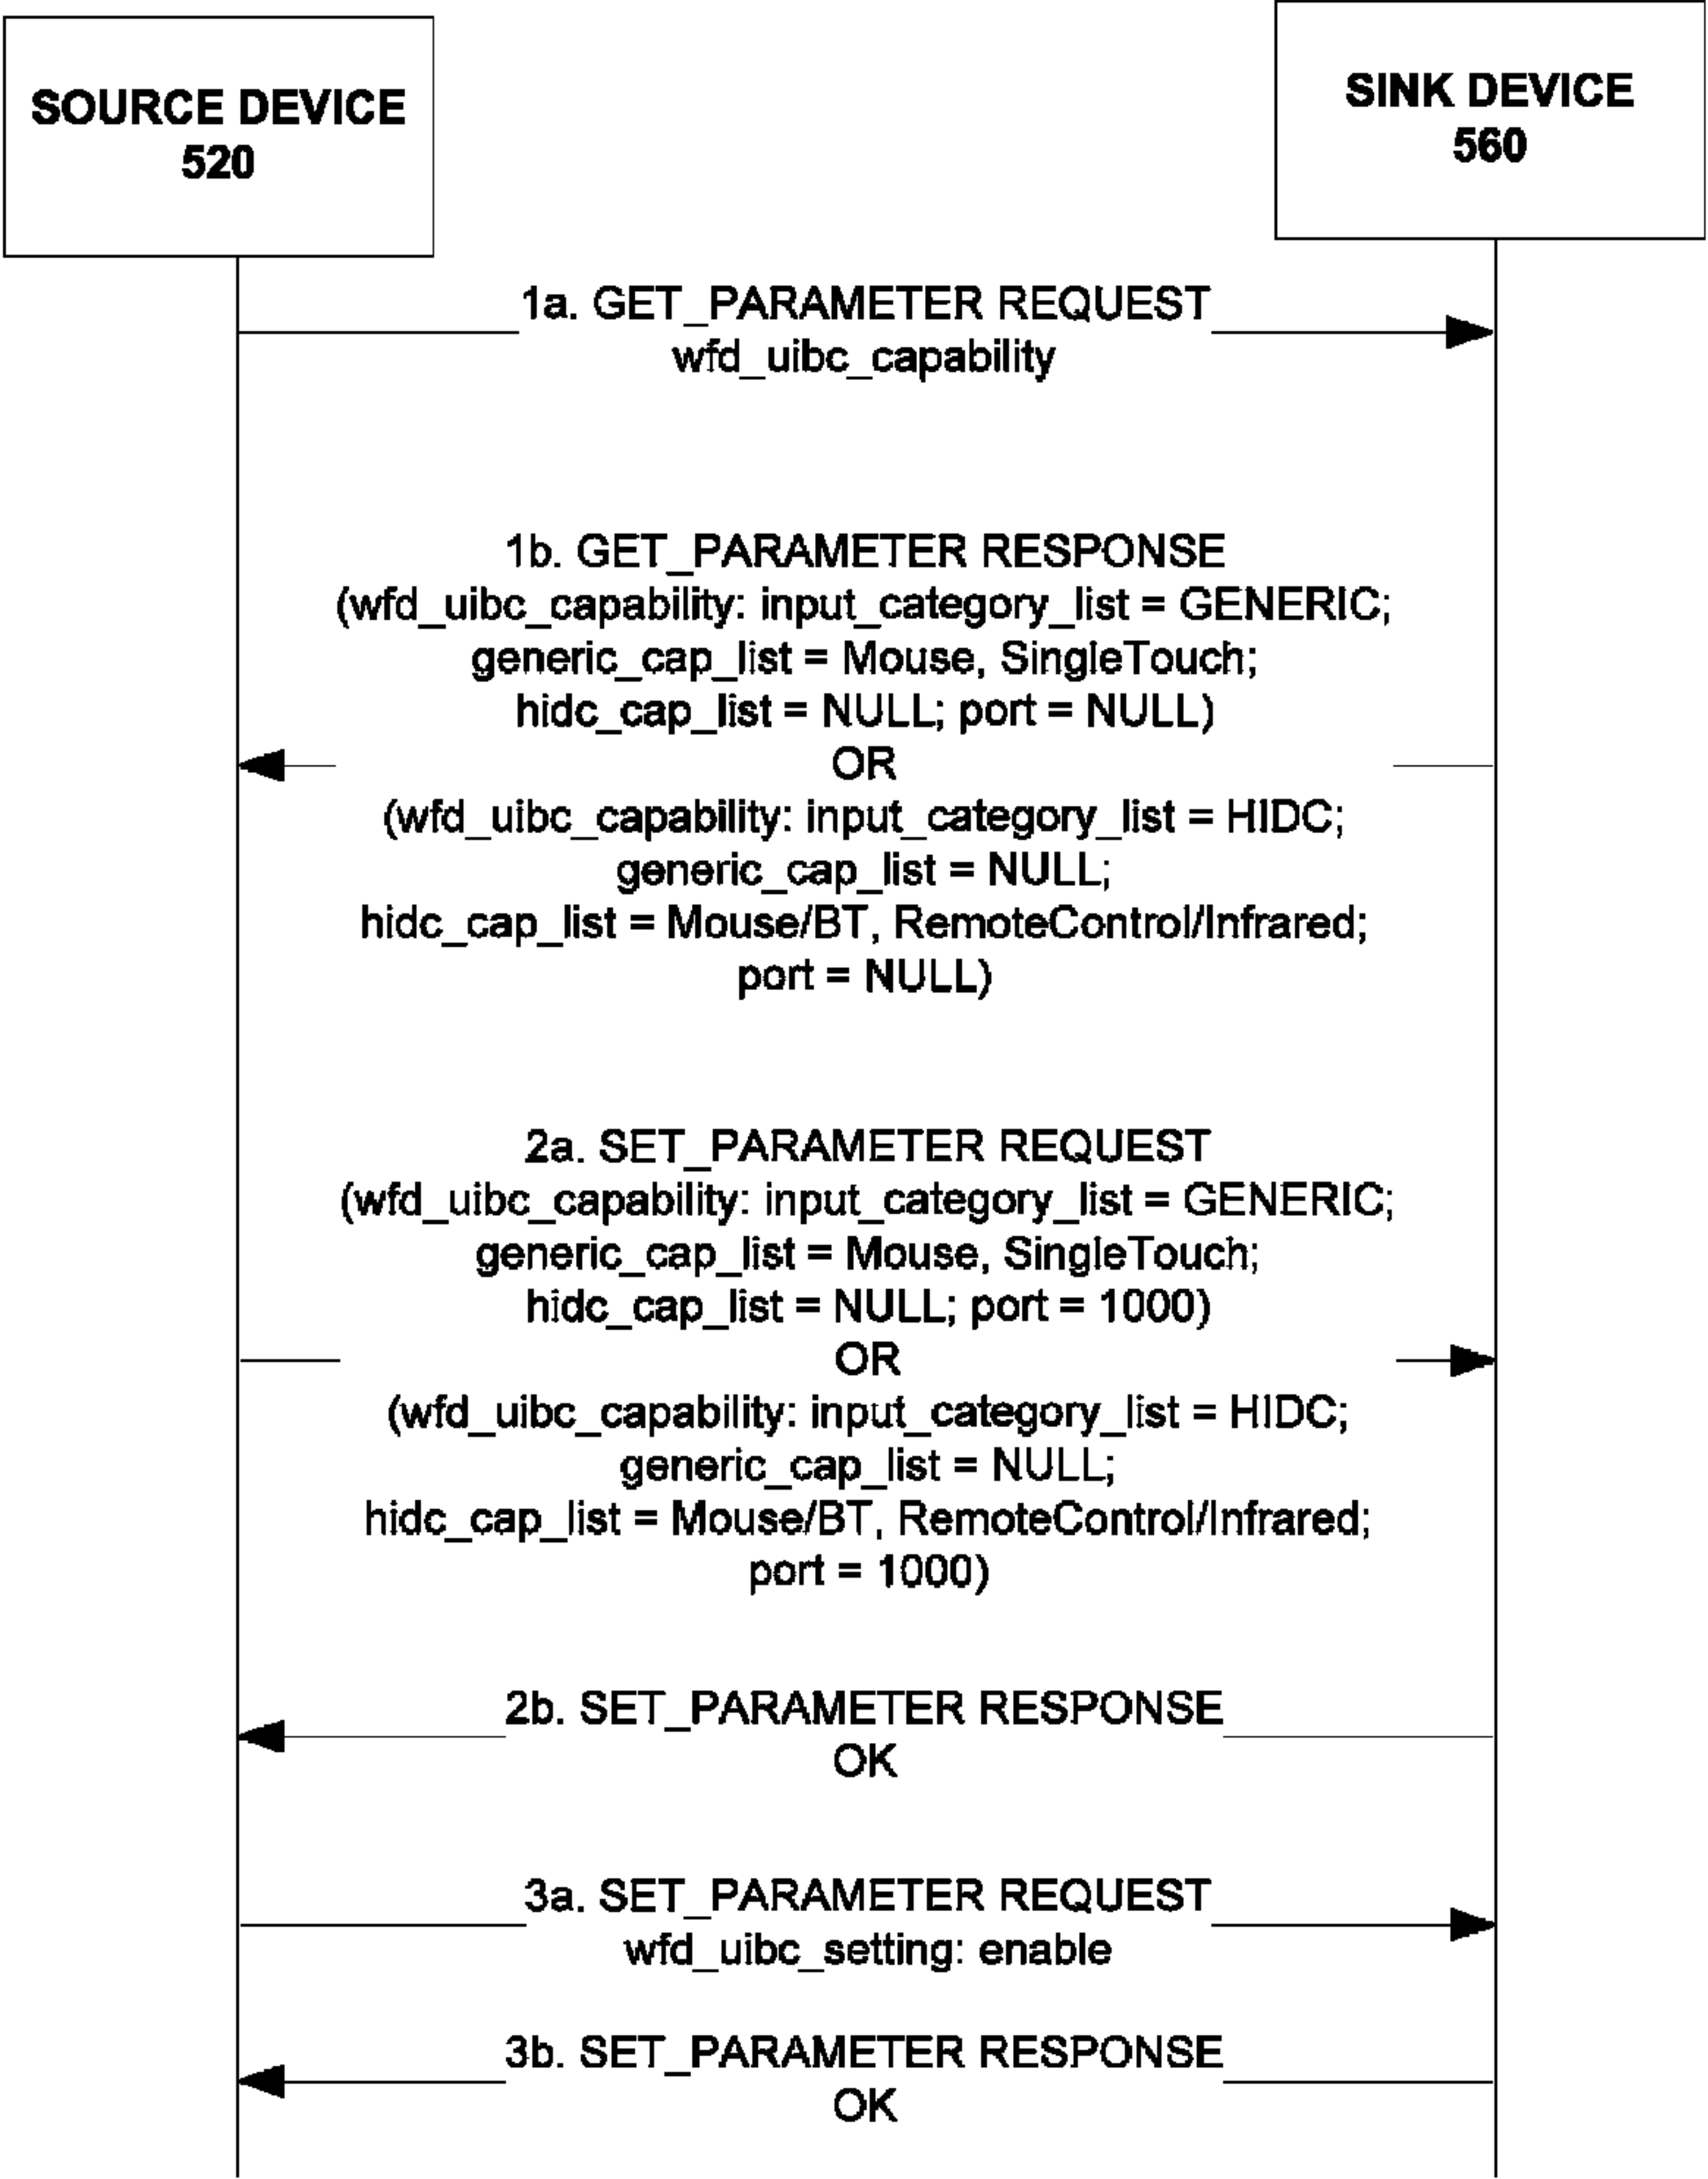 SOURCE DEVICE
520
SINK DEVICE
560
1a. GET_PARAMETER REQUEST
wfd_uibc_capability
1b. GET_PARAMETER RESPONSE
(wfd_uibc_capability: input_category_list = GENERIC;
generic_cap_list = Mouse, SingleTouch;
hidc_cap_list = NULL; port = NULL)
OR
(wfd_uibc_capability: input_category_list = HIDC;
generic_cap_list = NULL;
hidc_cap_list = Mouse/BT, RemoteControl/Infrared;
port = NULL)
2a. SET_PARAMETER REQUEST
(wfd_uibc_capability: input_category_list = GENERIC;
generic_cap_list = Mouse, SingleTouch;
hidc_cap_list = NULL; port = 1000)
OR
(wfd_uibc_capability: input_category_list = HIDC;
generic_cap_list = NULL;
hidc_cap_list = Mouse/BT, RemoteControl/Infrared;
port = 1000)
2b. SET_PARAMETER RESPONSE
OK
3a. SET_PARAMETER REQUEST
wfd_uibc_setting: enable
3b. SET_PARAMETER RESPONSE
OK